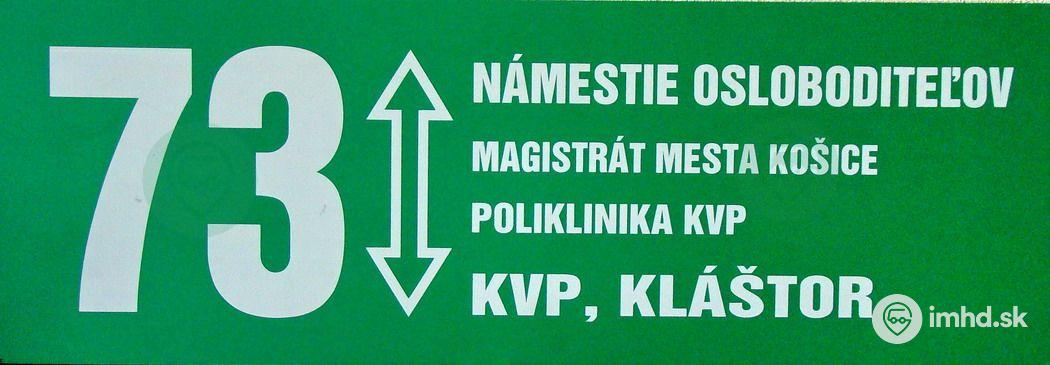 73
NÁMESTIE OSLOBODITEĽOV
MAGISTRÁT MESTA KOŠICE
POLIKLINIKA KVP
KVP, KLÁŠTOR
imhd.sk